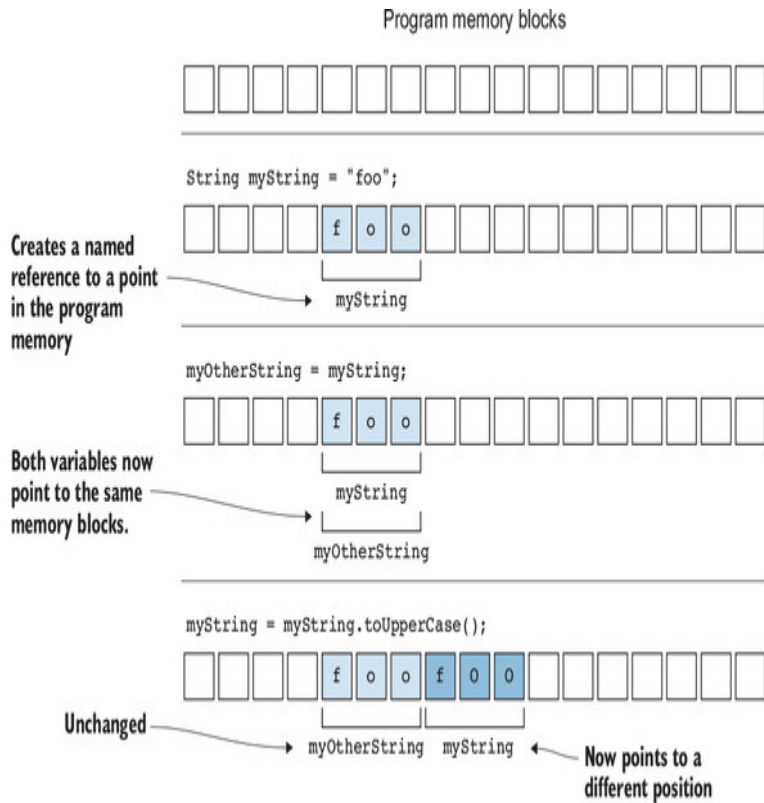 Program memory blocks
String myString = "foo";
f o o
Creates a named
reference to a point
in the program
memory
myString
myOtherString = myString;
f o o
Both variables now
point to the same
memory blocks.
myString
myOtherString
myString = myString.toUpperCase();
f o o f O O
Unchanged
myOtherString myString
Now points to a
different position